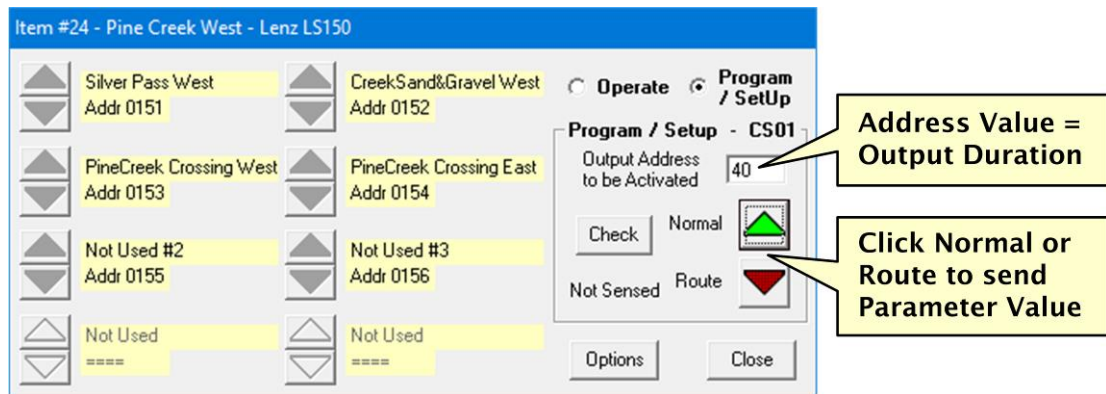 Item #24 - Pine Creek West - Lenz LS150
Silver Pass West
Addr 0151
CreekSand&Gravel West
Addr 0152
PineCreek Crossing West
Addr 0153
PineCreek Crossing East
Addr 0154
Not Used #2
Addr 0155
Not Used #3
Addr 0156
Not Used
====
Not Used
====
Operate
Program
/ SetUp
Program / Setup - CS01
Output Address
to be Activated
40
Check
Normal
Not Sensed
Route
Options
Close
Address Value =
Output Duration
Click Normal or
Route to send
Parameter Value